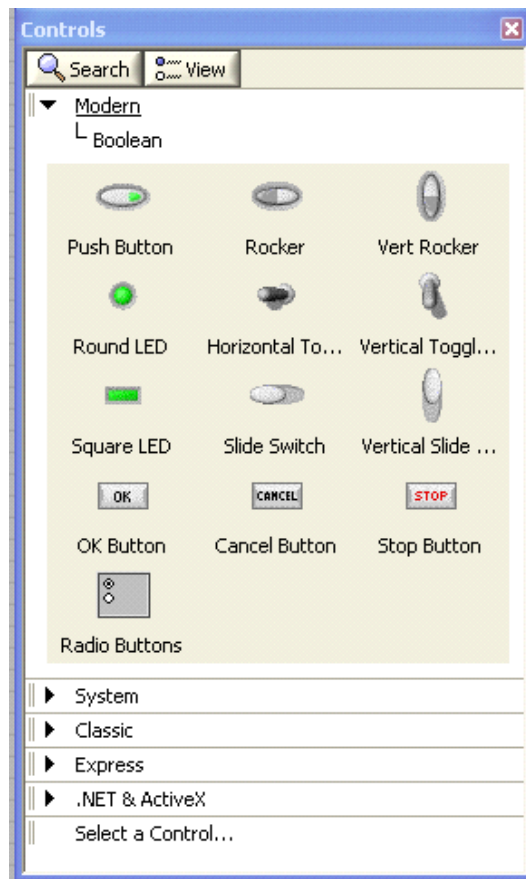 Controls
Search View
Modern
Boolean
Push Button Rocker Vert Rocker
Round LED Horizontal To... Vertical Toggl...
Square LED Slide Switch Vertical Slide ...
OK CANCEL STOP
OK Button Cancel Button Stop Button
Radio Buttons
System
Classic
Express
.NET & ActiveX
Select a Control...